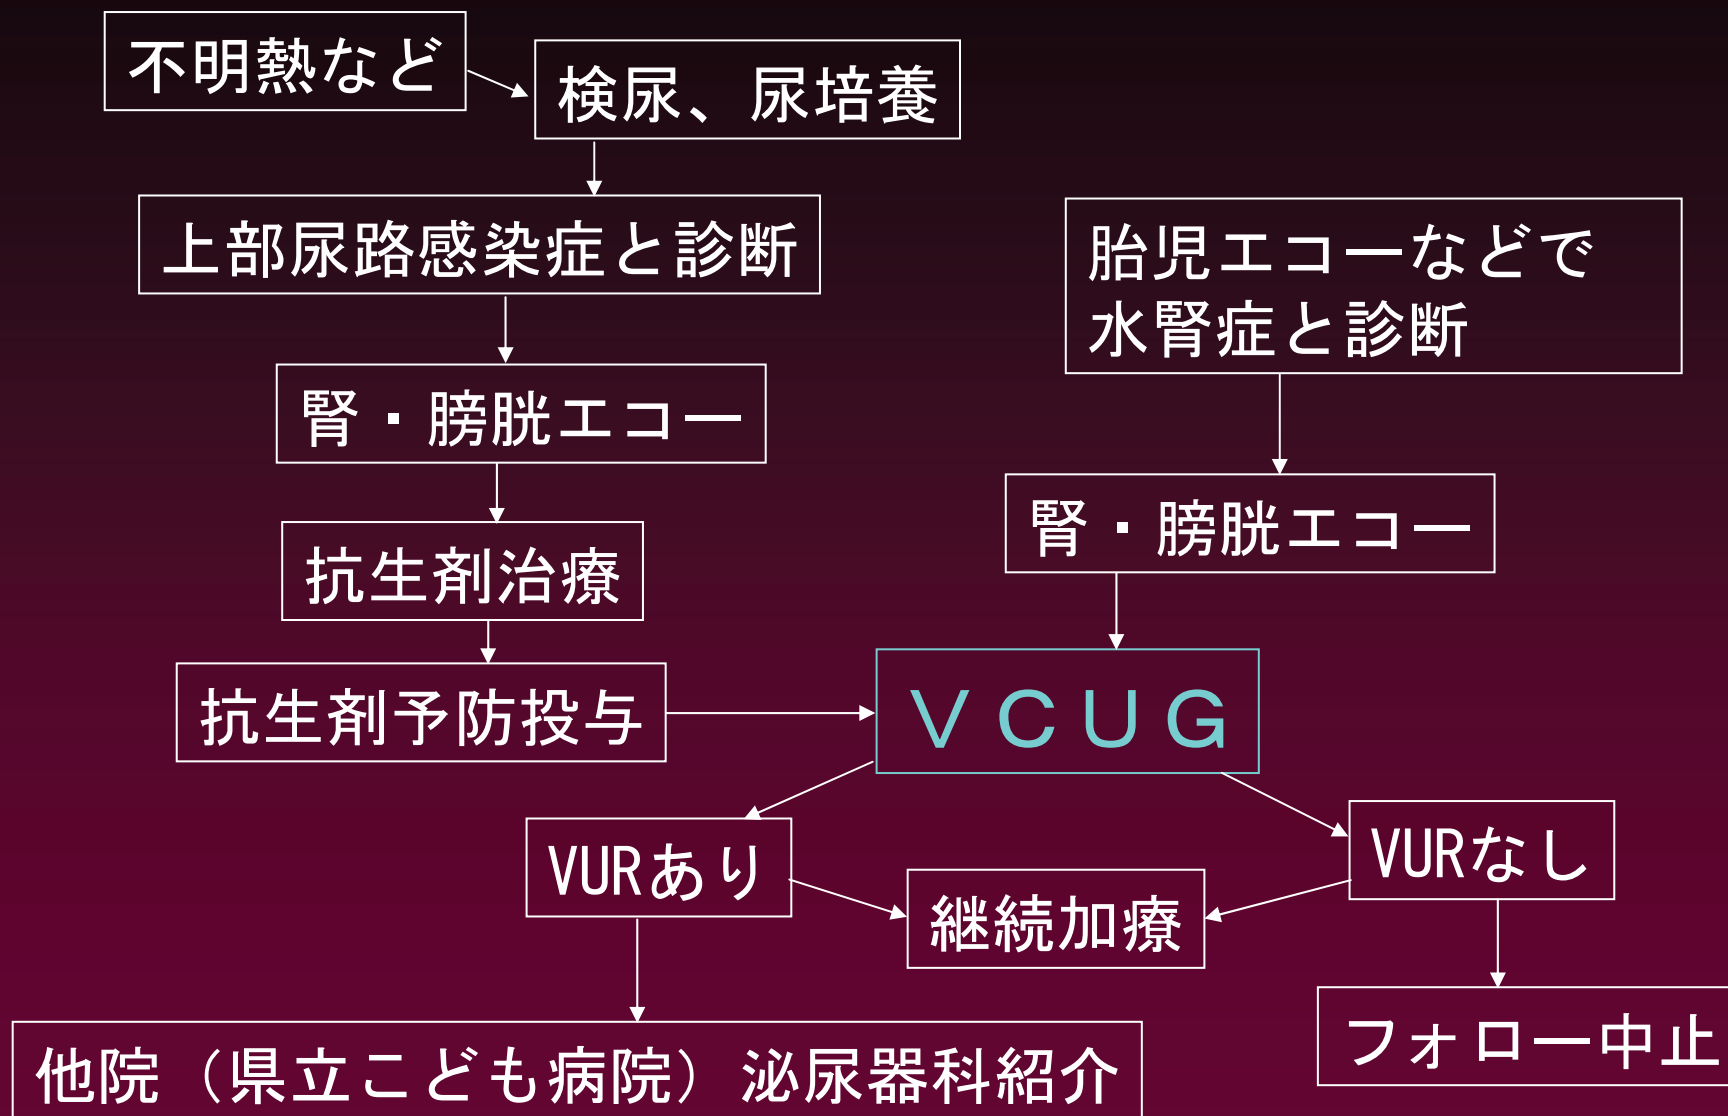 不明熱など
検尿、尿培養
上部尿路感染症と診断
胎児エコーなどで
水腎症と診断
腎・膀胱エコー
腎・膀胱エコー
抗生剤治療
抗生剤予防投与
ＶＣＵＧ
VURあり
VURなし
継続加療
フォロー中止
他院（県立こども病院）泌尿器科紹介